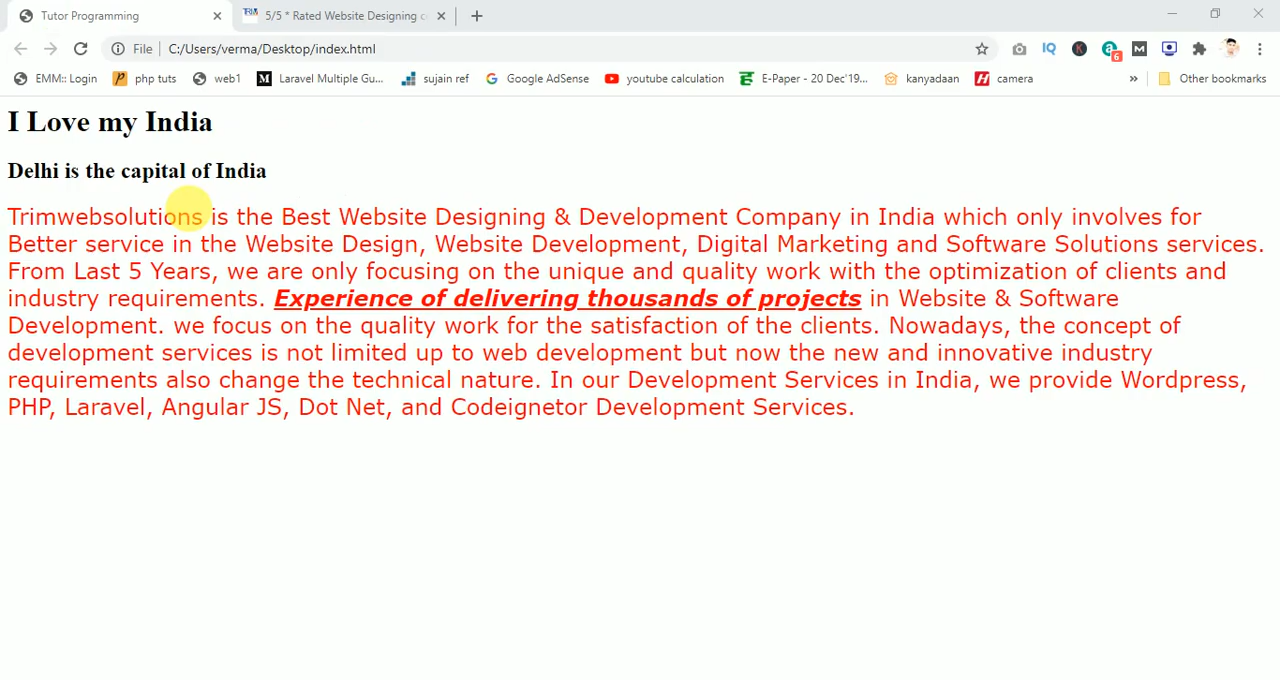 Tutor Programming
5/5 * Rated Website Designing c
File C:/Users/verma/Desktop/index.html
IQ K a 6 M
EMM:: Login php tuts web1 Laravel Multiple Gu... sujain ref Google AdSense youtube calculation E-Paper - 20 Dec'19... kanyadaan camera » Other bookmarks
I Love my India
Delhi is the capital of India
Trimwebsolutions is the Best Website Designing & Development Company in India which only involves for
Better service in the Website Design, Website Development, Digital Marketing and Software Solutions services.
From Last 5 Years, we are only focusing on the unique and quality work with the optimization of clients and
industry requirements. Experience of delivering thousands of projects in Website & Software
Development. we focus on the quality work for the satisfaction of the clients. Nowadays, the concept of
development services is not limited up to web development but now the new and innovative industry
requirements also change the technical nature. In our Development Services in India, we provide Wordpress,
PHP, Laravel, Angular JS, Dot Net, and Codeignetor Development Services.